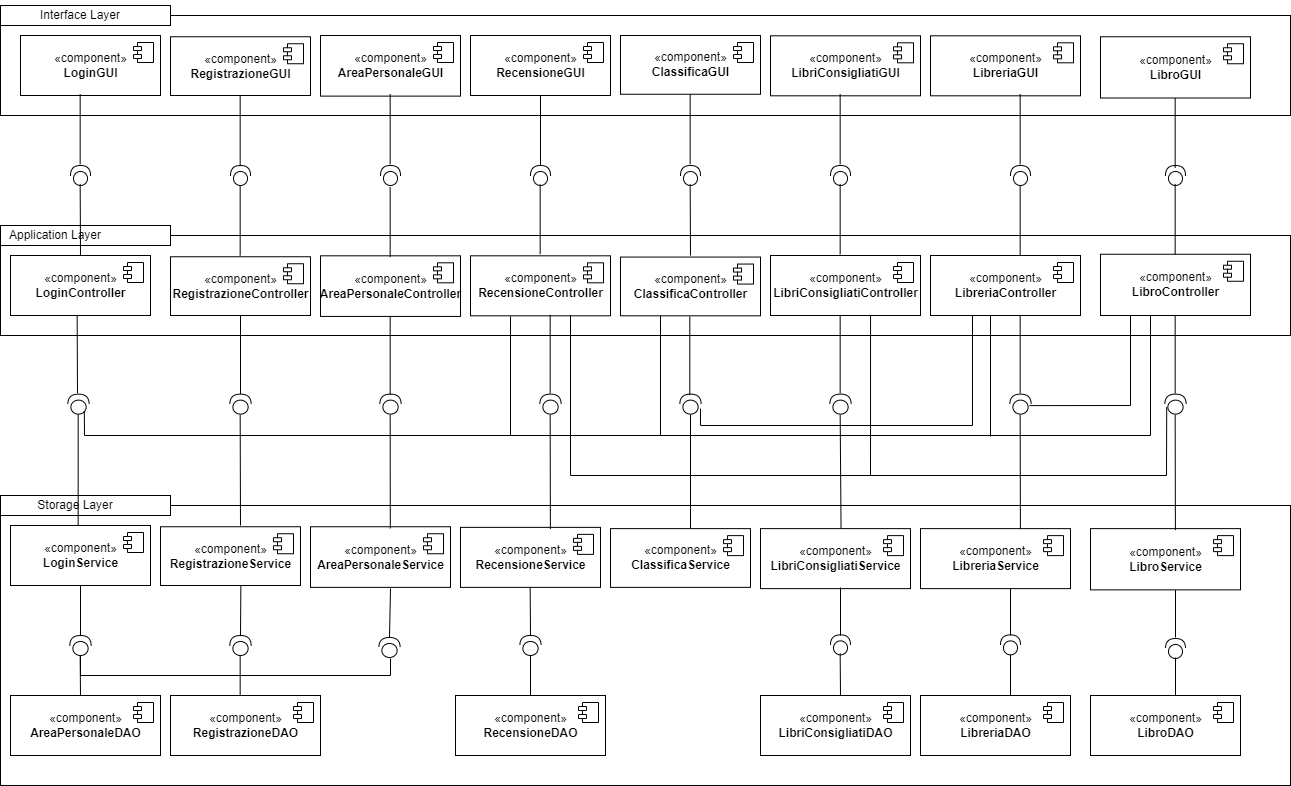 Interface Layer
«component»
LoginGUI
«component»
RegistrazioneGUI
«component»
AreaPersonaleGUI
«component»
RecensioneGUI
«component»
ClassificaGUI
«component»
LibriConsigliatiGUI
«component»
LibreriaGUI
«component»
LibroGUI
Application Layer
«component»
LoginController
«component»
RegistrazioneController
«component»
AreaPersonaleController
«component»
RecensioneController
«component»
ClassificaController
«component»
LibriConsigliatiController
«component»
LibreriaController
«component»
LibroController
Storage Layer
«component»
LoginService
«component»
RegistrazioneService
«component»
AreaPersonaleService
«component»
RecensioneService
«component»
ClassificaService
«component»
LibriConsigliatiService
«component»
LibreriaService
«component»
LibroService
«component»
AreaPersonaleDAO
«component»
RegistrazioneDAO
«component»
RecensioneDAO
«component»
LibriConsigliatiDAO
«component»
LibreriaDAO
«component»
LibroDAO